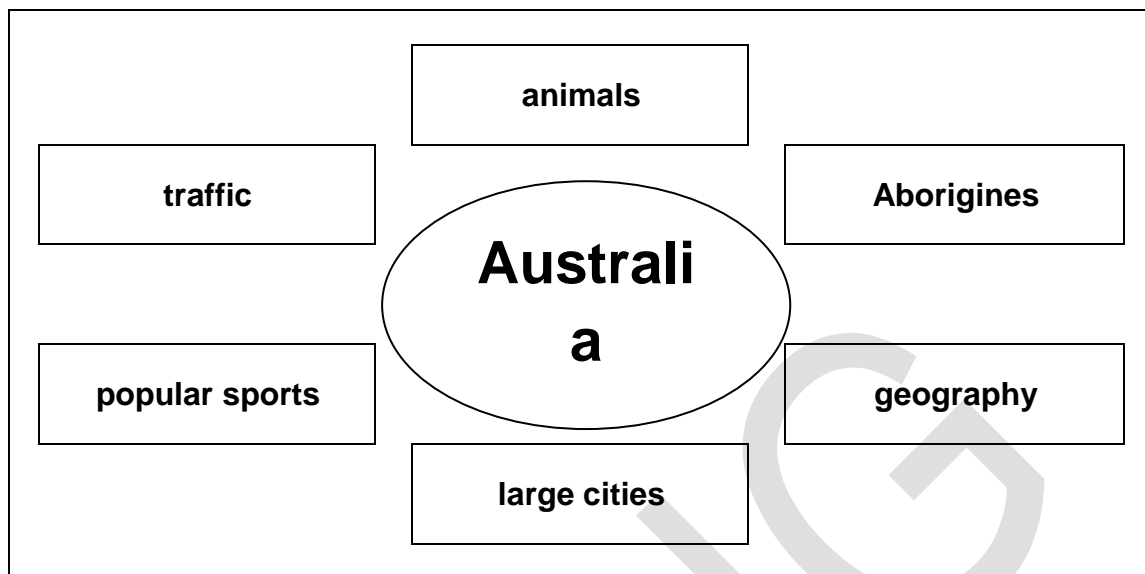 animals
traffic
Aborigines
Australi
a
popular sports
geography
large cities